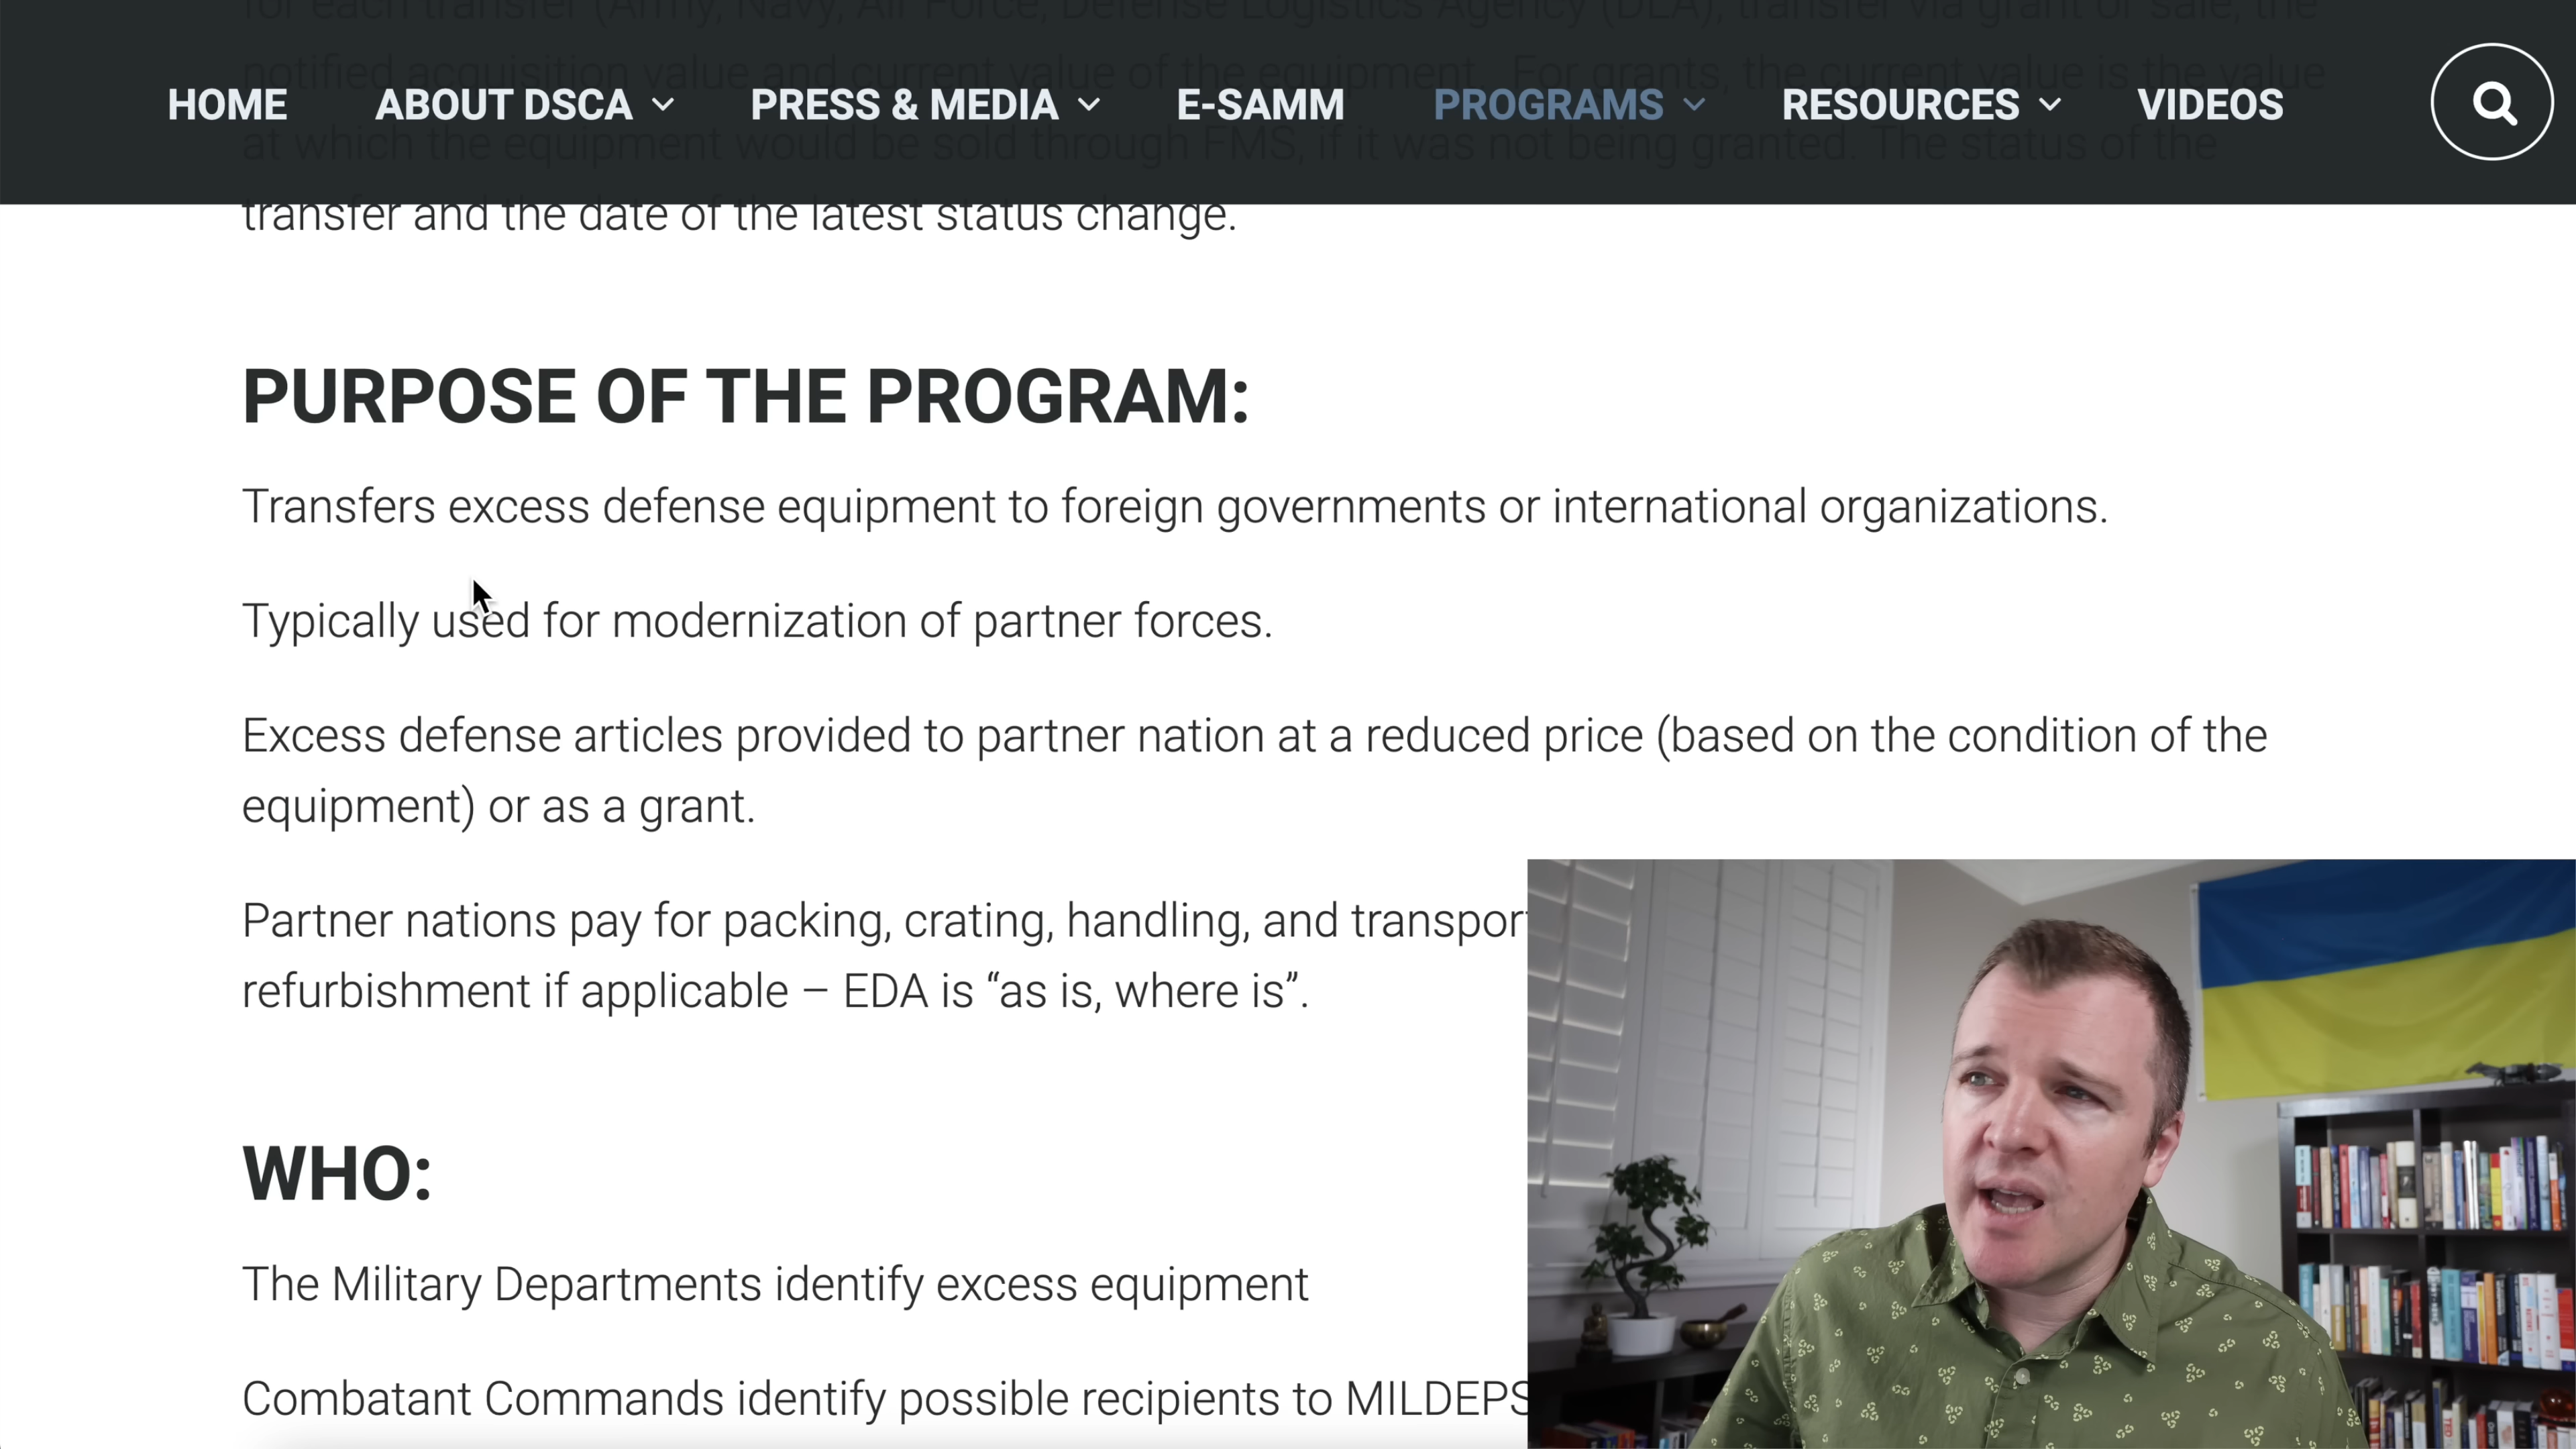 for each transfer (Army, Navy, Air Force, Defense Logistics Agency (DLA), transfer via grant or sale, the
notified acquisition value and current value of the equipment. For grants, the current value is the value
HOME ABOUT DSCA PRESS & MEDIA E-SAMM PROGRAMS RESOURCES VIDEOS
at which the equipment would be sold through FMS, if it was not being granted. The status of the
transfer and the date of the latest status change.
PURPOSE OF THE PROGRAM:
Transfers excess defense equipment to foreign governments or international organizations.
Typically used for modernization of partner forces.
Excess defense articles provided to partner nation at a reduced price (based on the condition of the
equipment) or as a grant.
Partner nations pay for packing, crating, handling, and transpor
refurbishment if applicable – EDA is “as is, where is”.
WHO:
The Military Departments identify excess equipment
Combatant Commands identify possible recipients to MILDEPS